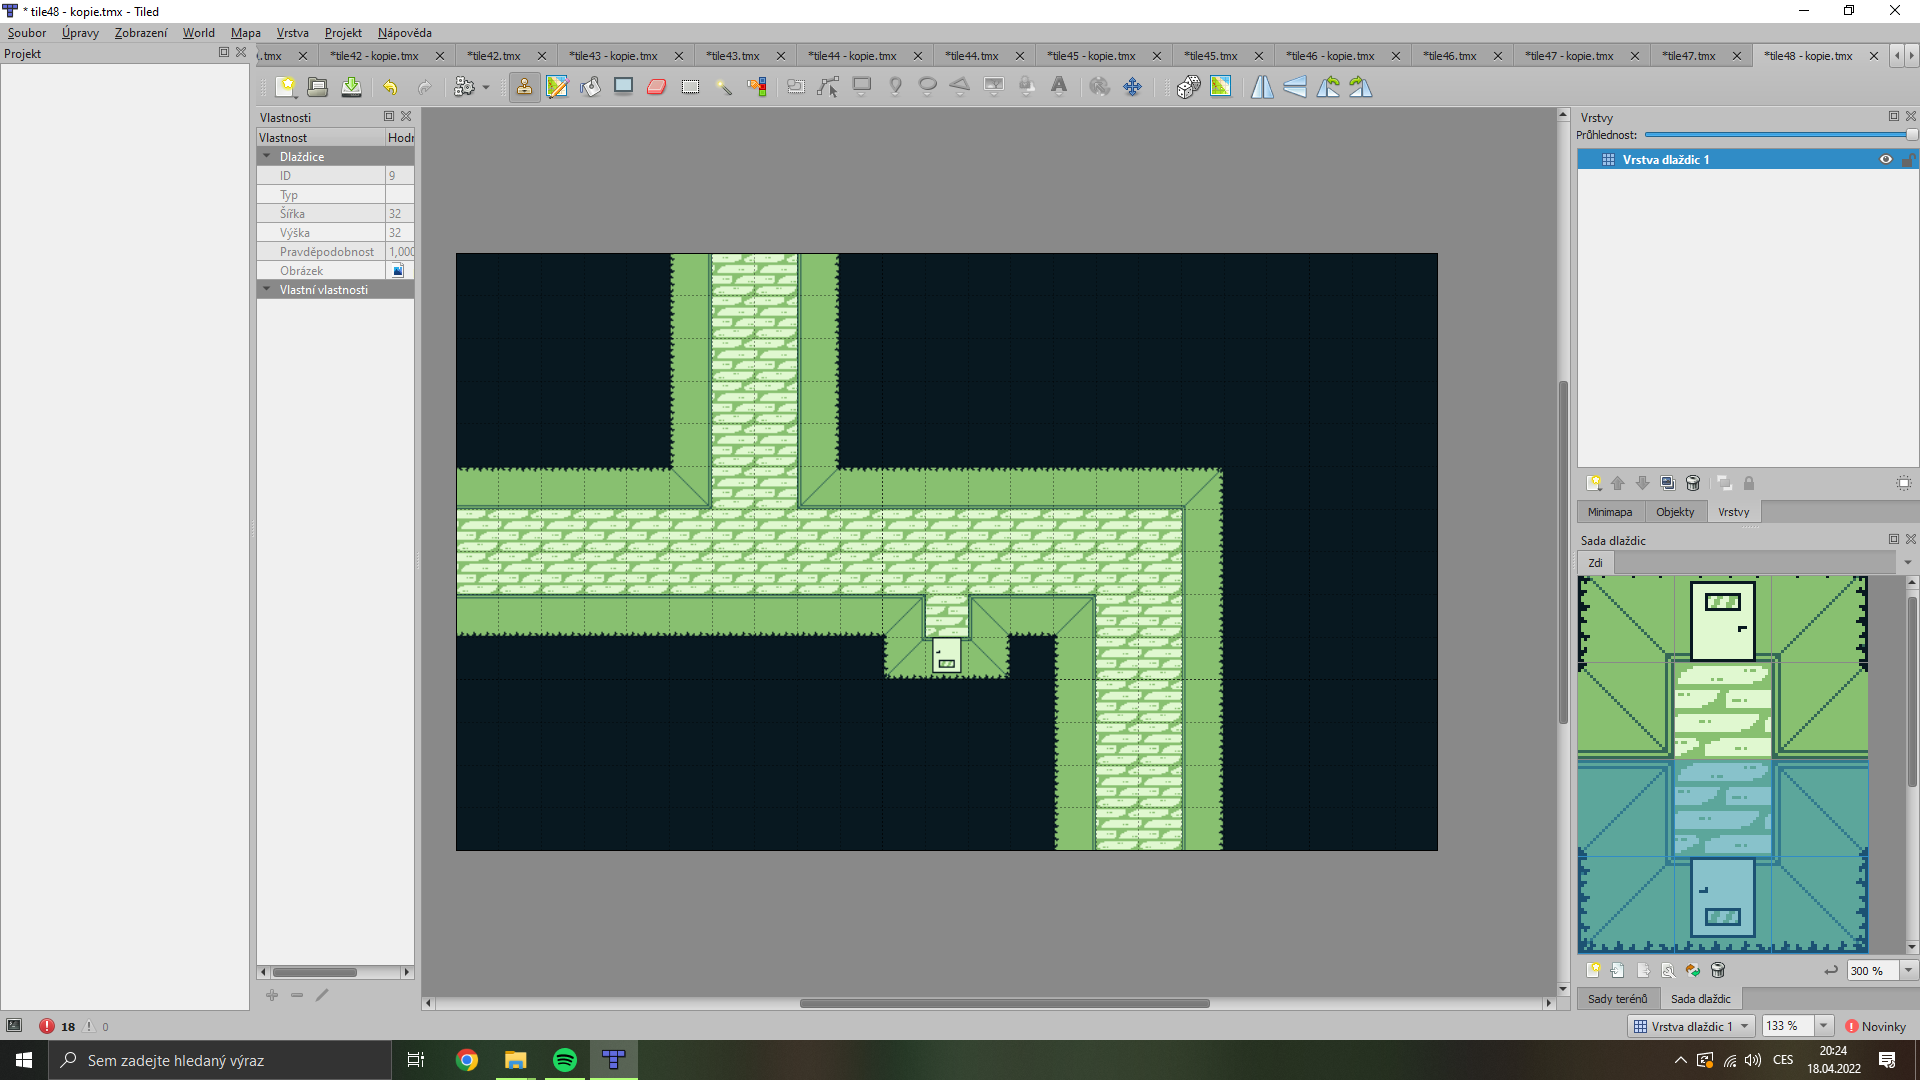 * tile48 - kopie.tmx - Tiled
Soubor Úpravy Zobrazení World Mapa Vrstva Projekt Nápověda
Projekt
.tmx *tile42 - kopie.tmx *tile42.tmx *tile43 - kopie.tmx *tile43.tmx *tile44 - kopie.tmx *tile44.tmx *tile45 - kopie.tmx *tile45.tmx *tile46 - kopie.tmx *tile46.tmx *tile47 - kopie.tmx *tile47.tmx *tile48 - kopie.tmx
Vlastnosti
Vlastnost Hodr
Dlaždice
ID 9
Typ
Šířka 32
Výška 32
Pravděpodobnost 1,000
Obrázek
Vlastní vlastnosti
Vrstvy
Průhlednost:
Vrstva dlaždic 1
Minimapa Objekty Vrstvy
Sada dlaždic
Zdi
300 %
Sady terénů Sada dlaždic
18 0
Vrstva dlaždic 1 133 % Novinky
Sem zadejte hledaný výraz
CES
20:24
18.04.2022